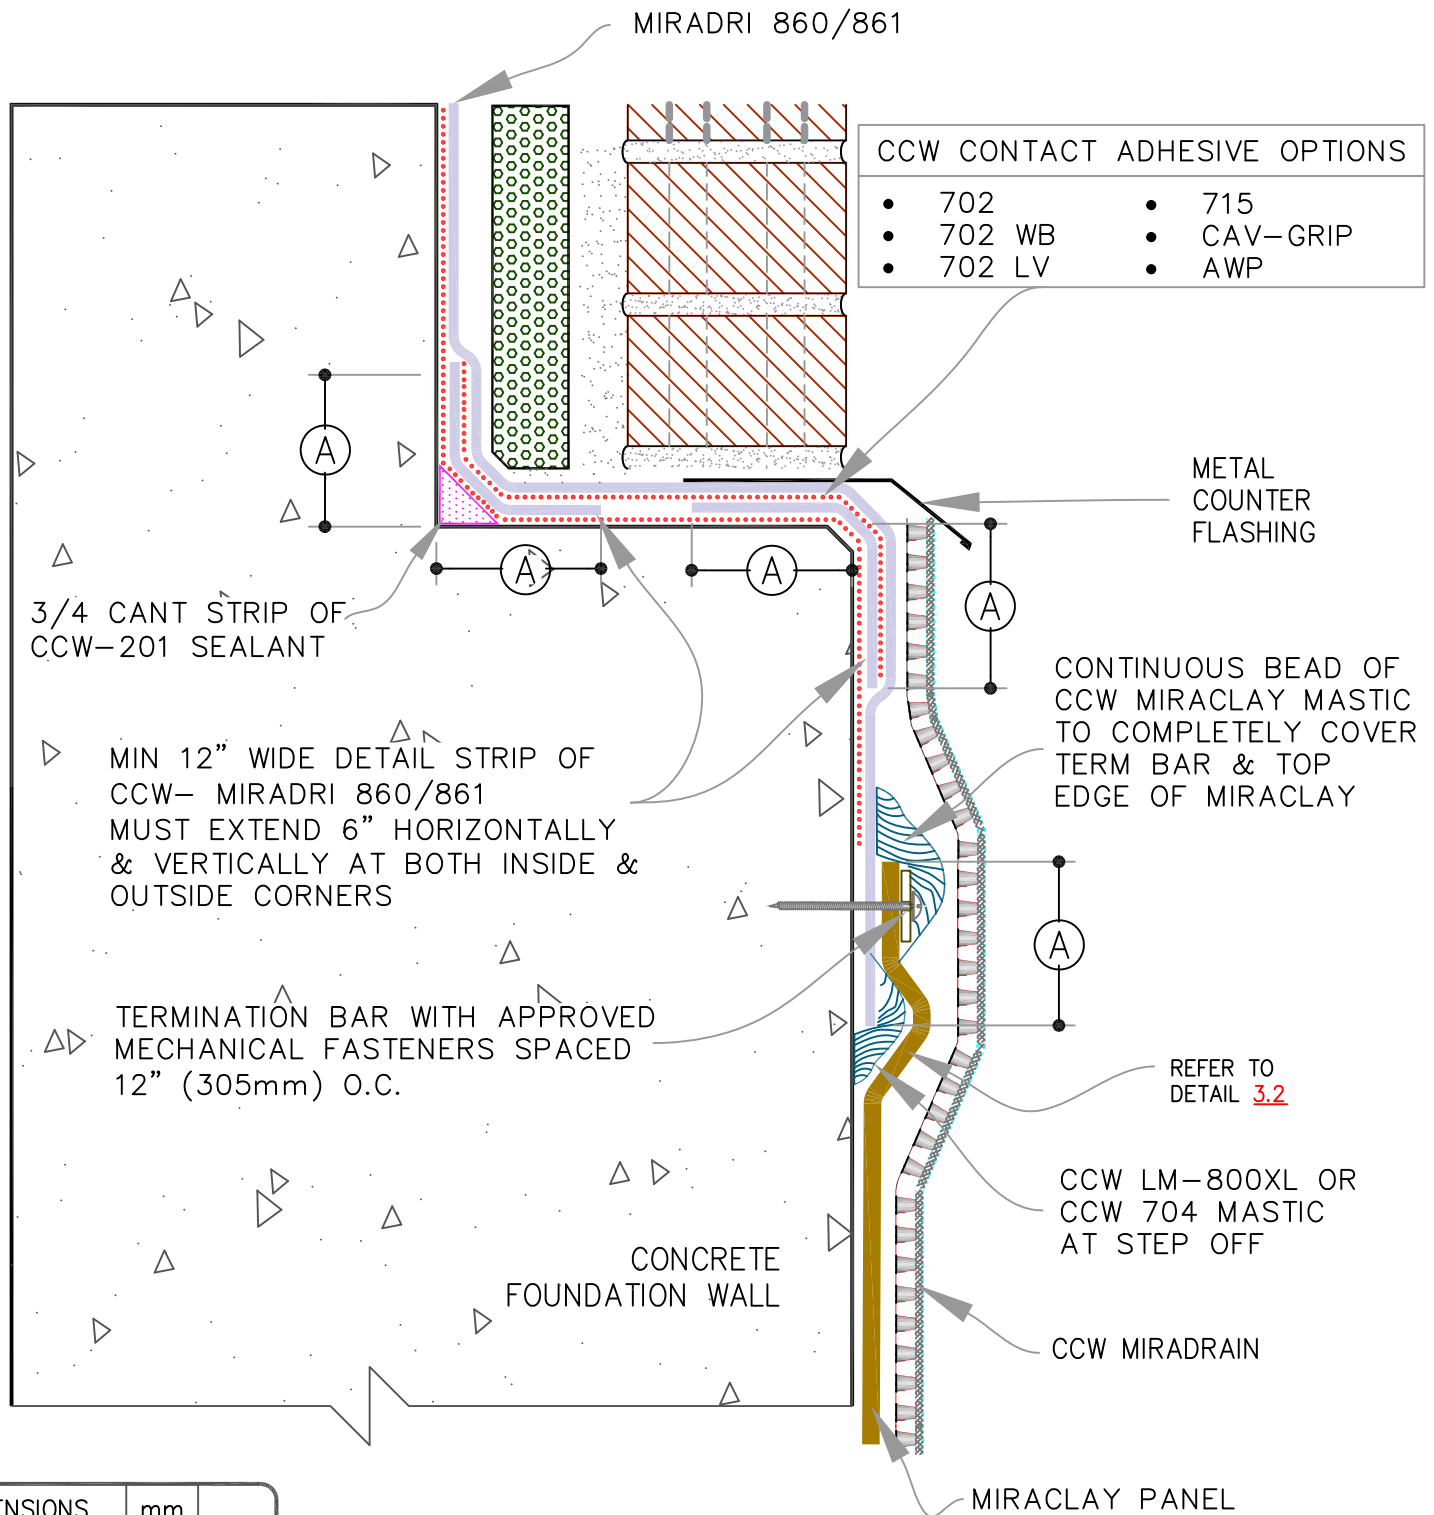 MIRADRI 860/861
CCW CONTACT ADHESIVE OPTIONS
• 702
• 702 WB
• 702 LV
• 715
• CAV-GRIP
• AWP
METAL
COUNTER
FLASHING
A
A
A
A
3/4 CANT STRIP OF
CCW-201 SEALANT
CONTINUOUS BEAD OF
CCW MIRACLAY MASTIC
TO COMPLETELY COVER
TERM BAR & TOP
EDGE OF MIRACLAY
MIN 12" WIDE DETAIL STRIP OF
CCW- MIRADRI 860/861
MUST EXTEND 6" HORIZONTALLY
& VERTICALLY AT BOTH INSIDE &
OUTSIDE CORNERS
A
TERMINATION BAR WITH APPROVED
MECHANICAL FASTENERS SPACED
12" (305mm) O.C.
REFER TO
DETAIL 3.2
CCW LM-800XL OR
CCW 704 MASTIC
AT STEP OFF
CONCRETE
FOUNDATION WALL
CCW MIRADRAIN
MIRACLAY PANEL
mm